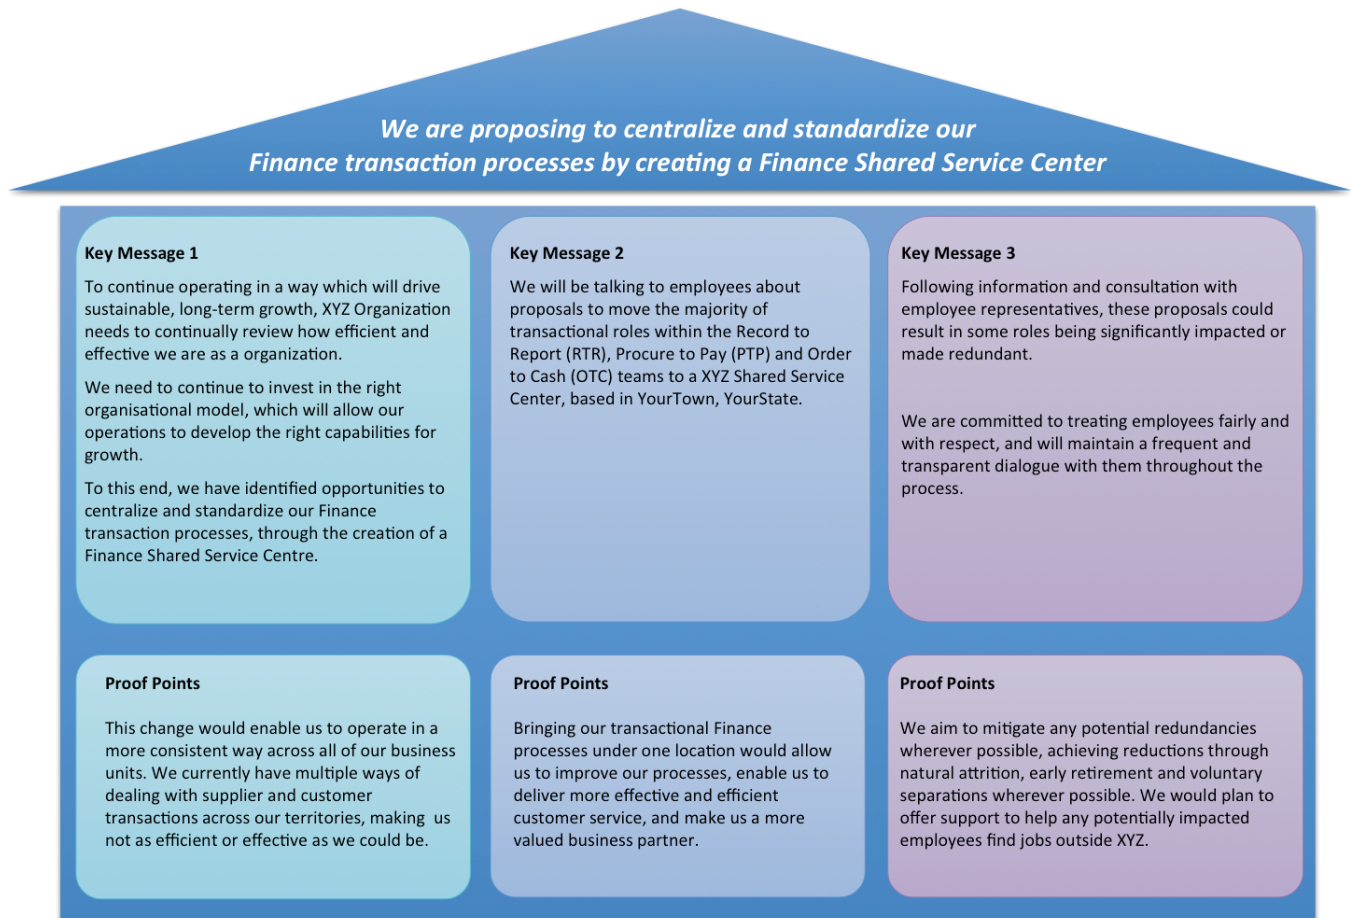 We are proposing to centralize and standardize our
Finance transaction processes by creating a Finance Shared Service Center
Key Message 1
To continue operating in a way which will drive
sustainable, long-term growth, XYZ Organization
needs to continually review how efficient and
effective we are as a organization.
We need to continue to invest in the right
organisational model, which will allow our
operations to develop the right capabilities for
growth.
To this end, we have identified opportunities to
centralize and standardize our Finance
transaction processes, through the creation of a
Finance Shared Service Centre.
Key Message 2
We will be talking to employees about
proposals to move the majority of
transactional roles within the Record to
Report (RTR), Procure to Pay (PTP) and Order
to Cash (OTC) teams to a XYZ Shared Service
Center, based in YourTown, YourState.
Key Message 3
Following information and consultation with
employee representatives, these proposals could
result in some roles being significantly impacted or
made redundant.
We are committed to treating employees fairly and
with respect, and will maintain a frequent and
transparent dialogue with them throughout the
process.
Proof Points
This change would enable us to operate in a
more consistent way across all of our business
units. We currently have multiple ways of
dealing with supplier and customer
transactions across our territories, making  us
not as efficient or effective as we could be.
Proof Points
Bringing our transactional Finance
processes under one location would allow
us to improve our processes, enable us to
deliver more effective and efficient
customer service, and make us a more
valued business partner.
Proof Points
We aim to mitigate any potential redundancies
wherever possible, achieving reductions through
natural attrition, early retirement and voluntary
separations wherever possible. We would plan to
offer support to help any potentially impacted
employees find jobs outside XYZ.